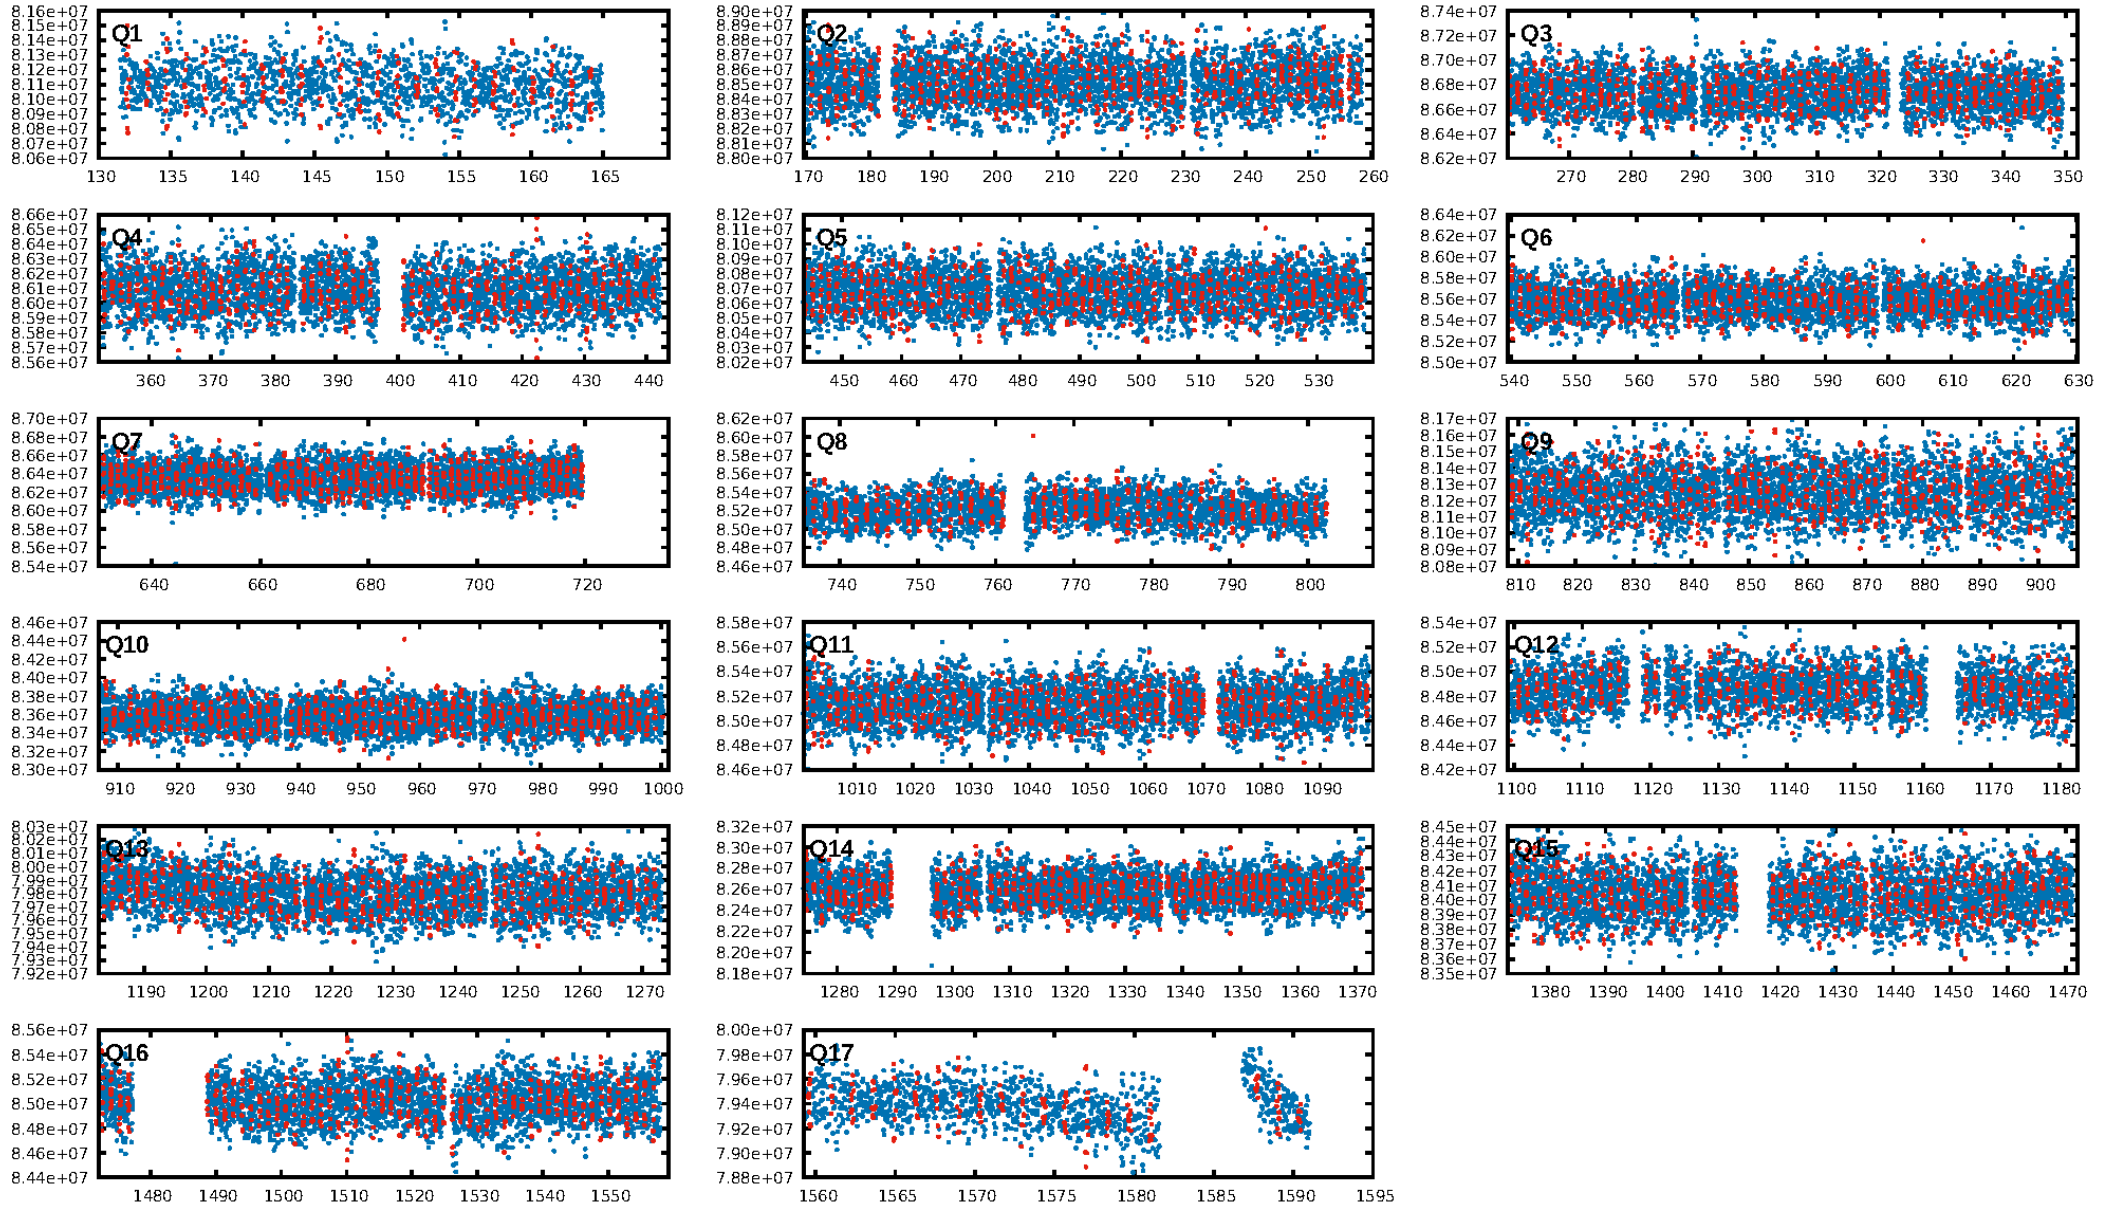 8.16e+07
8.15e+07
8.14e+07
8.13e+07
8.12e+07
8.11e+07
8.10e+07
8.09e+07
8.08e+07
8.07e+07
8.06e+07
Q1
130 135 140 145 150 155 160 165
8.90e+07
8.89e+07
8.88e+07
8.87e+07
8.86e+07
8.85e+07
8.84e+07
8.83e+07
8.82e+07
8.81e+07
8.80e+07
Q2
170 180 190 200 210 220 230 240 250 260
8.74e+07
8.72e+07
8.70e+07
8.68e+07
8.66e+07
8.64e+07
8.62e+07
Q3
270 280 290 300 310 320 330 340 350
8.66e+07
8.65e+07
8.64e+07
8.63e+07
8.62e+07
8.61e+07
8.60e+07
8.59e+07
8.58e+07
8.57e+07
8.56e+07
Q4
360 370 380 390 400 410 420 430 440
8.12e+07
8.11e+07
8.10e+07
8.09e+07
8.08e+07
8.07e+07
8.06e+07
8.05e+07
8.04e+07
8.03e+07
8.02e+07
Q5
450 460 470 480 490 500 510 520 530
8.64e+07
8.62e+07
8.60e+07
8.58e+07
8.56e+07
8.54e+07
8.52e+07
8.50e+07
Q6
540 550 560 570 580 590 600 610 620 630
8.70e+07
8.68e+07
8.66e+07
8.64e+07
8.62e+07
8.60e+07
8.58e+07
8.56e+07
8.54e+07
Q7
640 660 680 700 720
8.62e+07
8.60e+07
8.58e+07
8.56e+07
8.54e+07
8.52e+07
8.50e+07
8.48e+07
8.46e+07
Q8
740 750 760 770 780 790 800
8.17e+07
8.16e+07
8.15e+07
8.14e+07
8.13e+07
8.12e+07
8.11e+07
8.10e+07
8.09e+07
8.08e+07
Q9
810 820 830 840 850 860 870 880 890 900
8.46e+07
8.44e+07
8.42e+07
8.40e+07
8.38e+07
8.36e+07
8.34e+07
8.32e+07
8.30e+07
Q10
910 920 930 940 950 960 970 980 990 1000
8.58e+07
8.56e+07
8.54e+07
8.52e+07
8.50e+07
8.48e+07
8.46e+07
Q11
1010 1020 1030 1040 1050 1060 1070 1080 1090
8.54e+07
8.52e+07
8.50e+07
8.48e+07
8.46e+07
8.44e+07
8.42e+07
Q12
1100 1110 1120 1130 1140 1150 1160 1170 1180
8.03e+07
8.02e+07
8.01e+07
8.00e+07
7.99e+07
7.98e+07
7.97e+07
7.96e+07
7.95e+07
7.94e+07
7.93e+07
7.92e+07
Q13
1190 1200 1210 1220 1230 1240 1250 1260 1270
8.32e+07
8.30e+07
8.28e+07
8.26e+07
8.24e+07
8.22e+07
8.20e+07
8.18e+07
Q14
1280 1290 1300 1310 1320 1330 1340 1350 1360 1370
8.45e+07
8.44e+07
8.43e+07
8.42e+07
8.41e+07
8.40e+07
8.39e+07
8.38e+07
8.37e+07
8.36e+07
8.35e+07
Q15
1380 1390 1400 1410 1420 1430 1440 1450 1460 1470
8.56e+07
8.54e+07
8.52e+07
8.50e+07
8.48e+07
8.46e+07
8.44e+07
Q16
1480 1490 1500 1510 1520 1530 1540 1550
8.00e+07
7.98e+07
7.96e+07
7.94e+07
7.92e+07
7.90e+07
7.88e+07
Q17
1560 1565 1570 1575 1580 1585 1590 1595